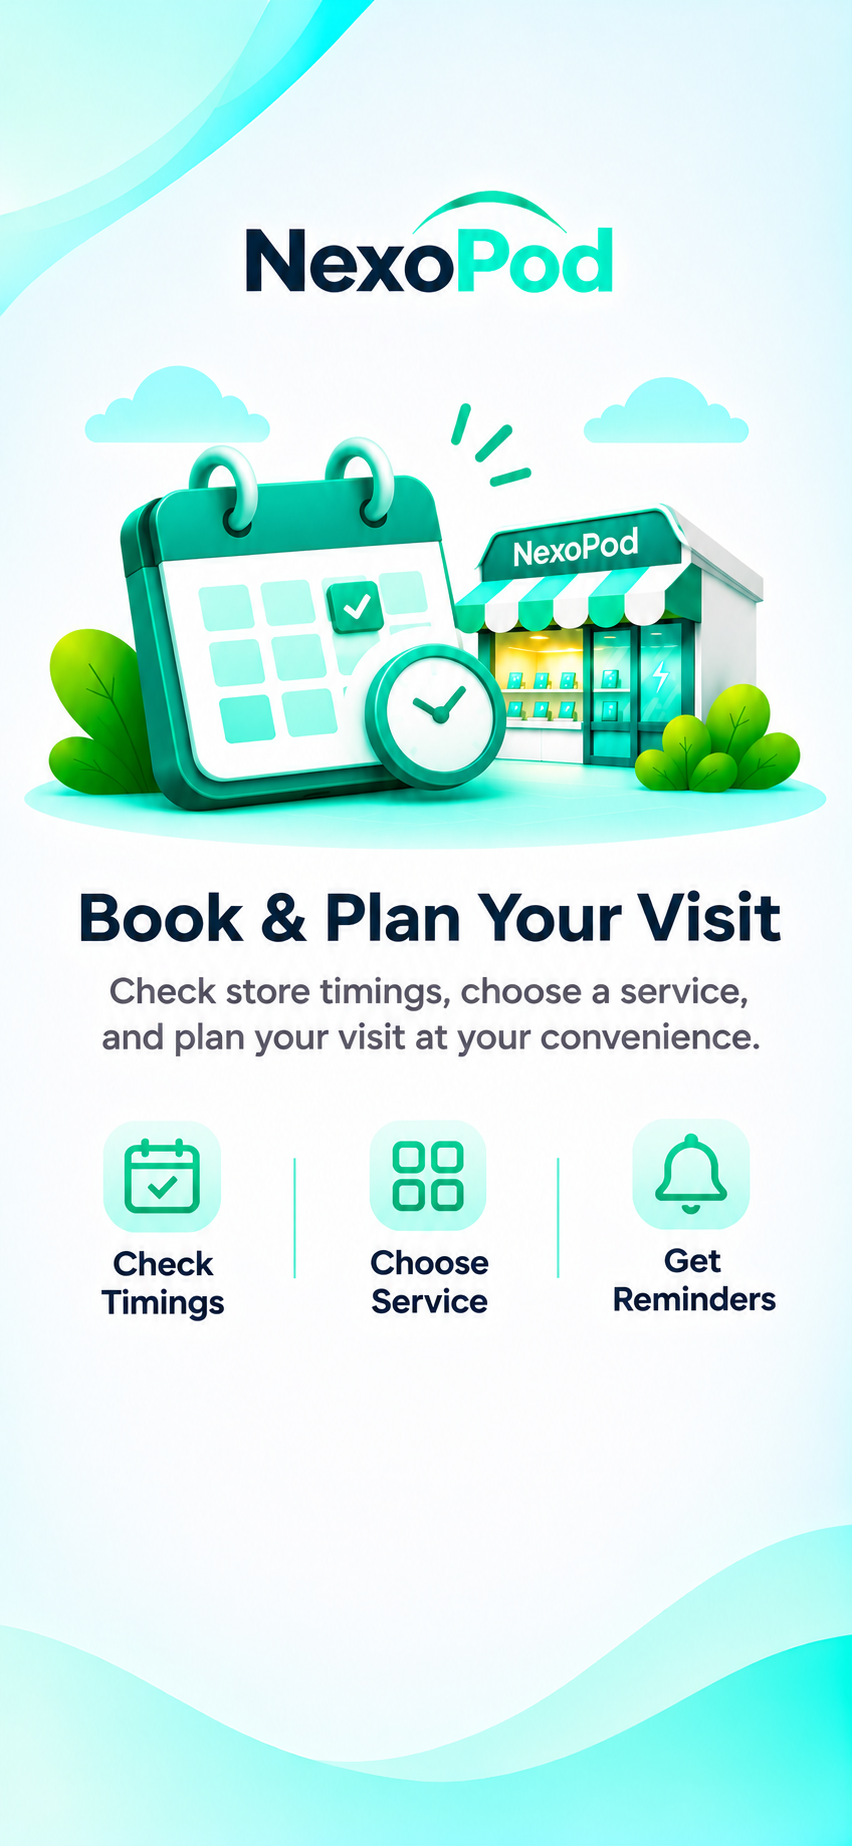 NexoPod
NexoPod
Book & Plan Your Visit
Check store timings, choose a service,
and plan your visit at your convenience.
Check
Timings
Choose
Service
Get
Reminders